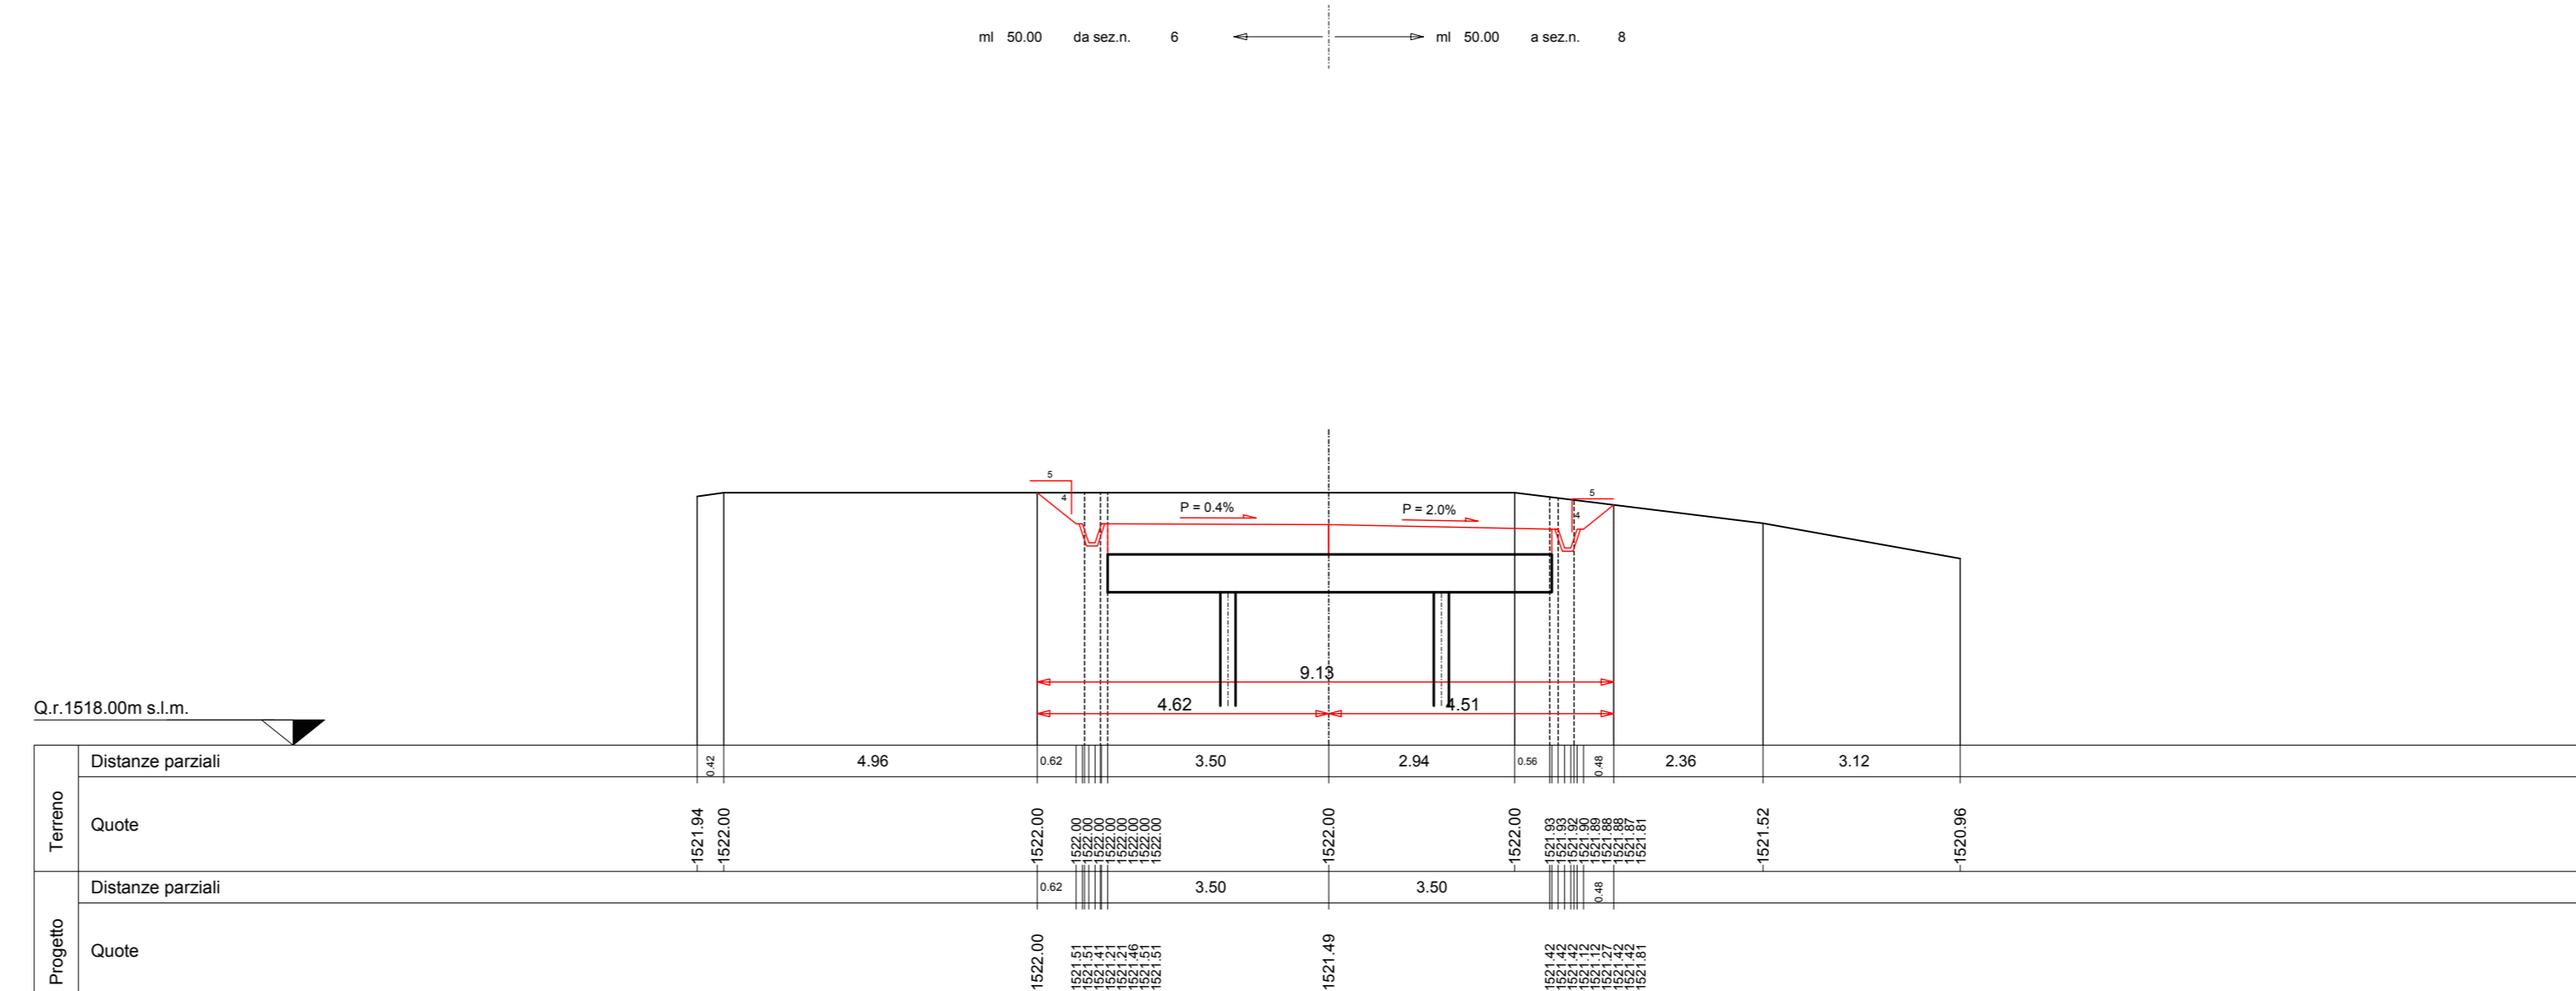 ml 50.00 da sez.n. 6 ml 50.00 a sez.n. 8
5
4
P = 0.4%
P = 2.0%
5
4
9.13
4.62 4.51
Q.r.1518.00m s.l.m.
Terreno
Distanze parziali 0.42 4.96 0.62 3.50 2.94 0.56 0.48 2.36 3.12
Quote 1521.94 1522.00 1522.00 1522.00 1522.00 1522.00 1522.00 1522.00 1522.00 1522.00 1522.00 1522.00 1522.00 1521.93 1521.93 1521.92 1521.90 1521.89 1521.88 1521.88 1521.87 1521.81 1521.52 1520.96
Progetto
Distanze parziali 0.62 3.50 3.50 0.48
Quote 1522.00 1521.51 1521.51 1521.41 1521.21 1521.21 1521.46 1521.51 1521.51 1521.49 1521.42 1521.42 1521.42 1521.12 1521.12 1521.27 1521.42 1521.42 1521.81